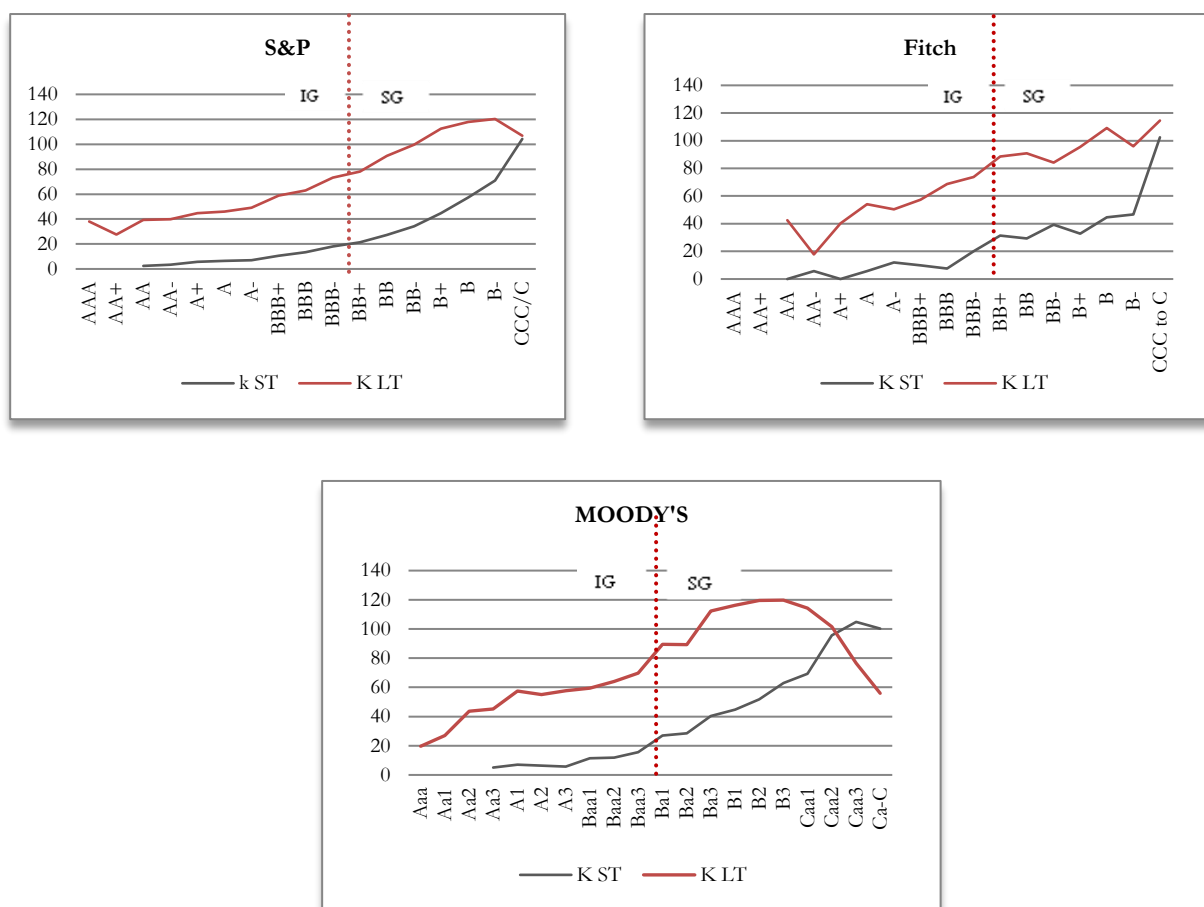 S&P
IG SG
140
120
100
80
60
40
20
0
AAA AA+ AA AA- A+ A A- BBB+ BBB BBB- BB+ BB BB- B+ B B- CCC/C
k ST K LT
Fitch
IG SG
140
120
100
80
60
40
20
0
AAA AA+ AA AA- A+ A A- BBB+ BBB BBB- BB+ BB BB- B+ B B- CCC to C
K ST K LT
MOODY'S
IG SG
140
120
100
80
60
40
20
0
Aaa Aa1 Aa2 Aa3 A1 A2 A3 Baa1 Baa2 Baa3 Ba1 Ba2 Ba3 B1 B2 B3 Caa1 Caa2 Caa3 Ca-C
K ST K LT